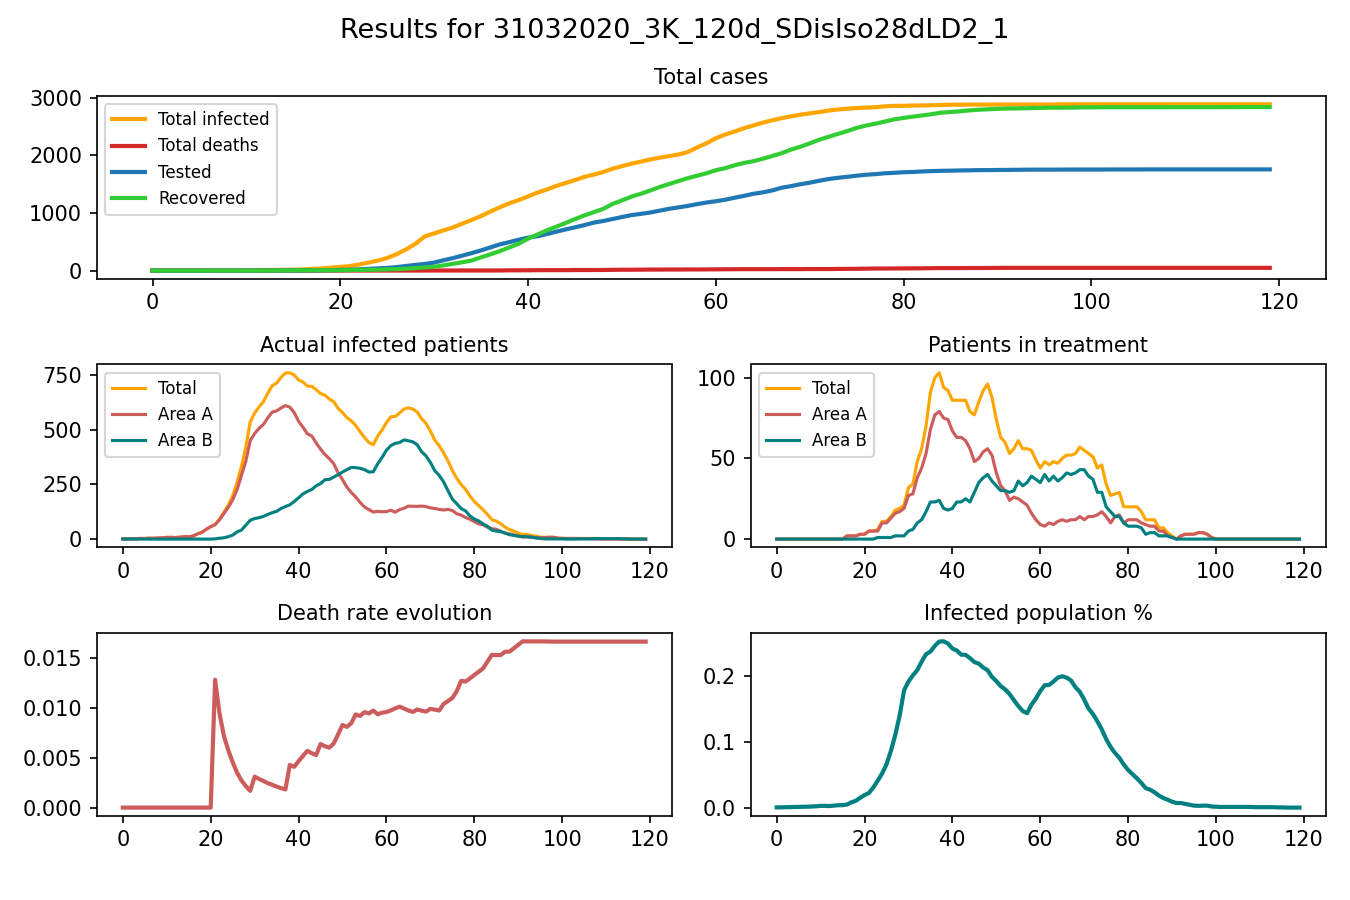 Results for 31032020_3K_120d_SDisIso28dLD2_1
Total cases
3000
2000
1000
0
Total infected
Total deaths
Tested
Recovered
0 20 40 60 80 100 120
Actual infected patients
750
500
250
0
Total
Area A
Area B
0 20 40 60 80 100 120
Patients in treatment
100
50
0
Total
Area A
Area B
0 20 40 60 80 100 120
Death rate evolution
0.015
0.010
0.005
0.000
0 20 40 60 80 100 120
Infected population %
0.2
0.1
0.0
0 20 40 60 80 100 120